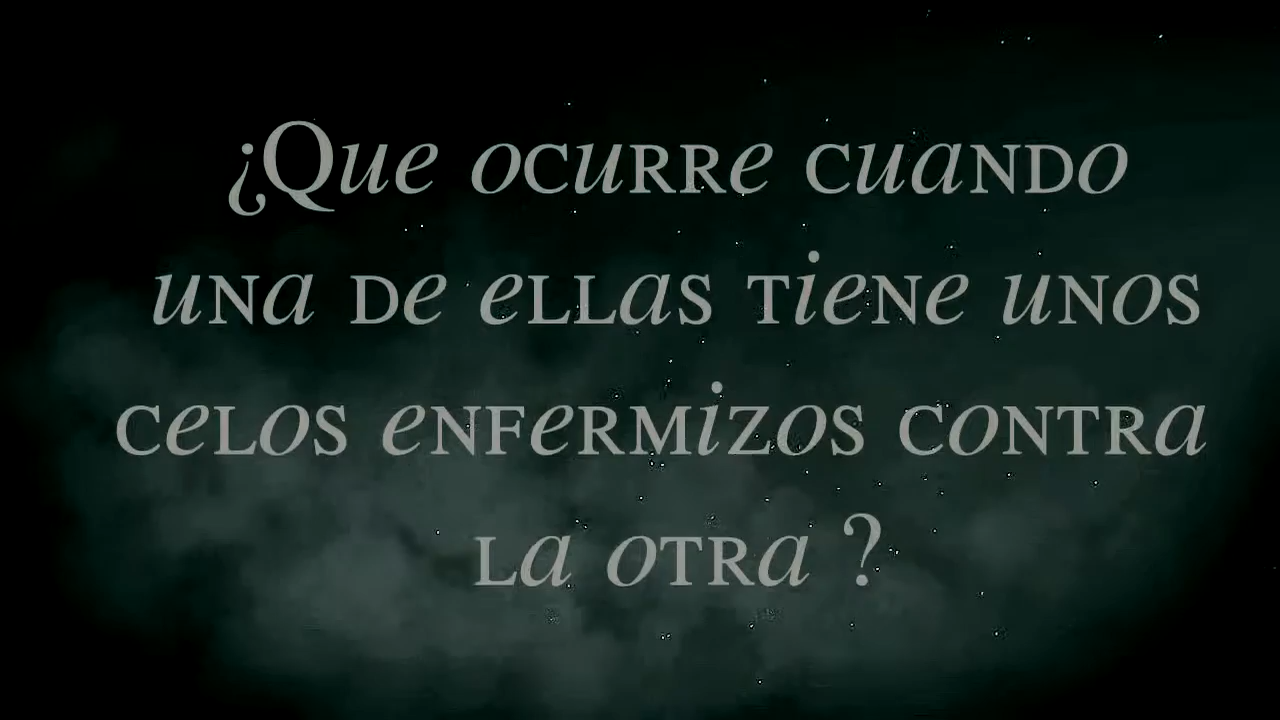 ¿Que ocurre cuando
una de ellas tiene unos
celos enfermizos contra
la otra ?